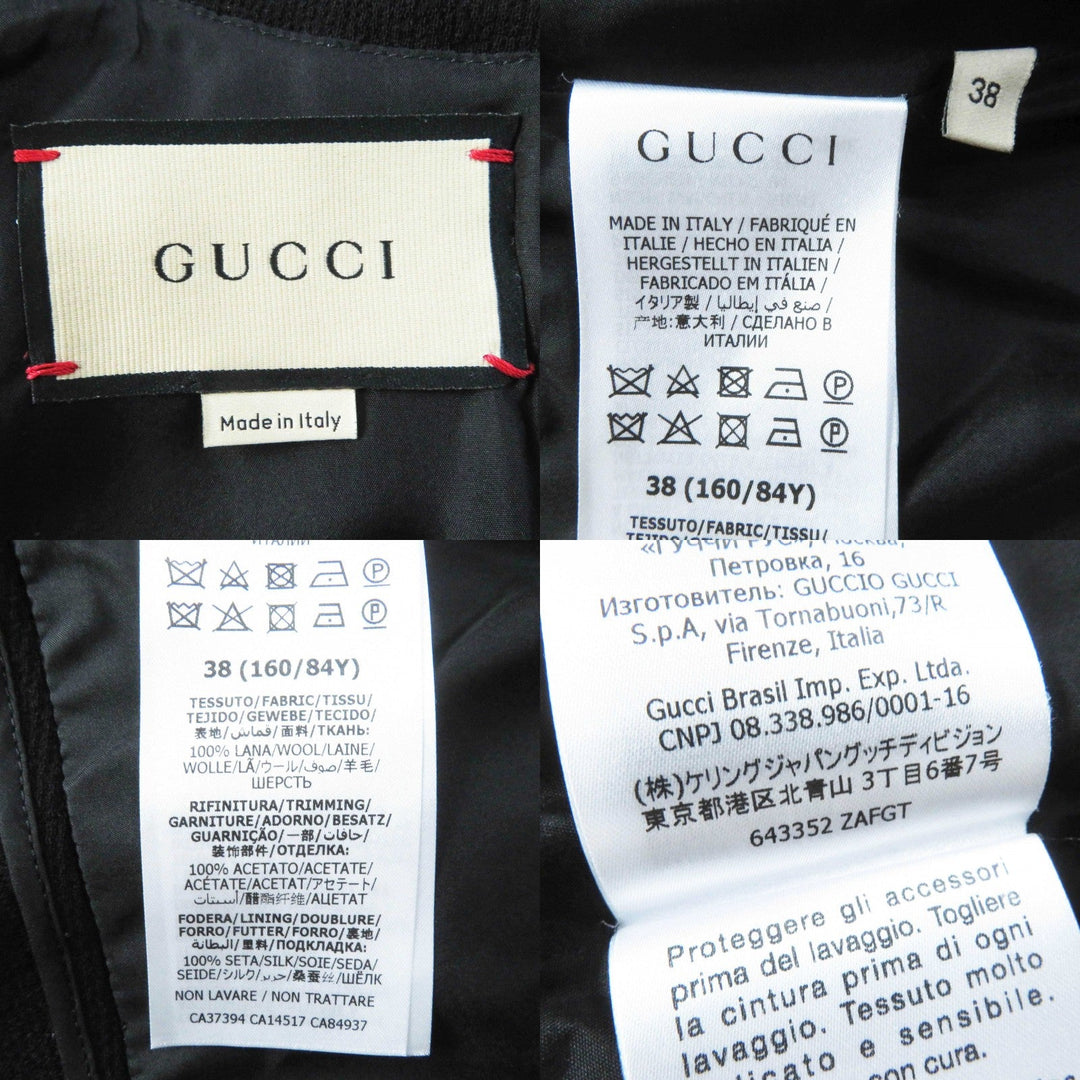 GUCCI
Made in Italy
38
GUCCI
MADE IN ITALY / FABRIQUÉ EN
ITALIE / HECHO EN ITALIA /
HERGESTELLT IN ITALIEN /
FABRICADO EM ITÁLIA /
イタリア製 / صنع في إيطاليا /
产地:意大利 / СДЕЛАНО В
ИТАЛИИ
P
P
38 (160/84Y)
TESSUTO/FABRIC/TISSU/
ИТАЛИИ
P
P
38 (160/84Y)
TESSUTO/FABRIC/TISSU/
TEJIDO/GEWEBE/TECIDO/
表地/قماش/面料/ТКАНЬ:
100% LANA/WOOL/LAINE/
WOLLE/LÃ/ウール/صوف/羊毛/
ШЕРСТЬ
RIFINITURA/TRIMMING/
GARNITURE/ADORNO/BESATZ/
GUARNIÇÃO/一部/حافات/
装饰部件/ОТДЕЛКА:
100% ACETATO/ACETATE/
ACÉTATE/ACETAT/アセテート/
أسيتات/醋酯纤维/АЦЕТАТ
FODERA/LINING/DOUBLURE/
FORRO/FUTTER/FORRO/裏地/
البطانة/里料/ПОДКЛАДКА:
100% SETA/SILK/SOIE/SEDA/
SEIDE/シルク/حرير/桑蚕丝/ШЁЛК
NON LAVARE / NON TRATTARE
CA37394 CA14517 CA84937
Петровка, 16
Изготовитель: GUCCIO GUCCI
S.p.A, via Tornabuoni,73/R
Firenze, Italia
Gucci Brasil Imp. Exp. Ltda.
CNPJ 08.338.986/0001-16
(株)ケリングジャパングッチディビジョン
東京都港区北青山 3丁目6番7号
643352 ZAFGT
Proteggere gli accessori
prima del lavaggio. Togliere
la cintura prima di ogni
lavaggio. Tessuto molto
e sensibile.
con cura.